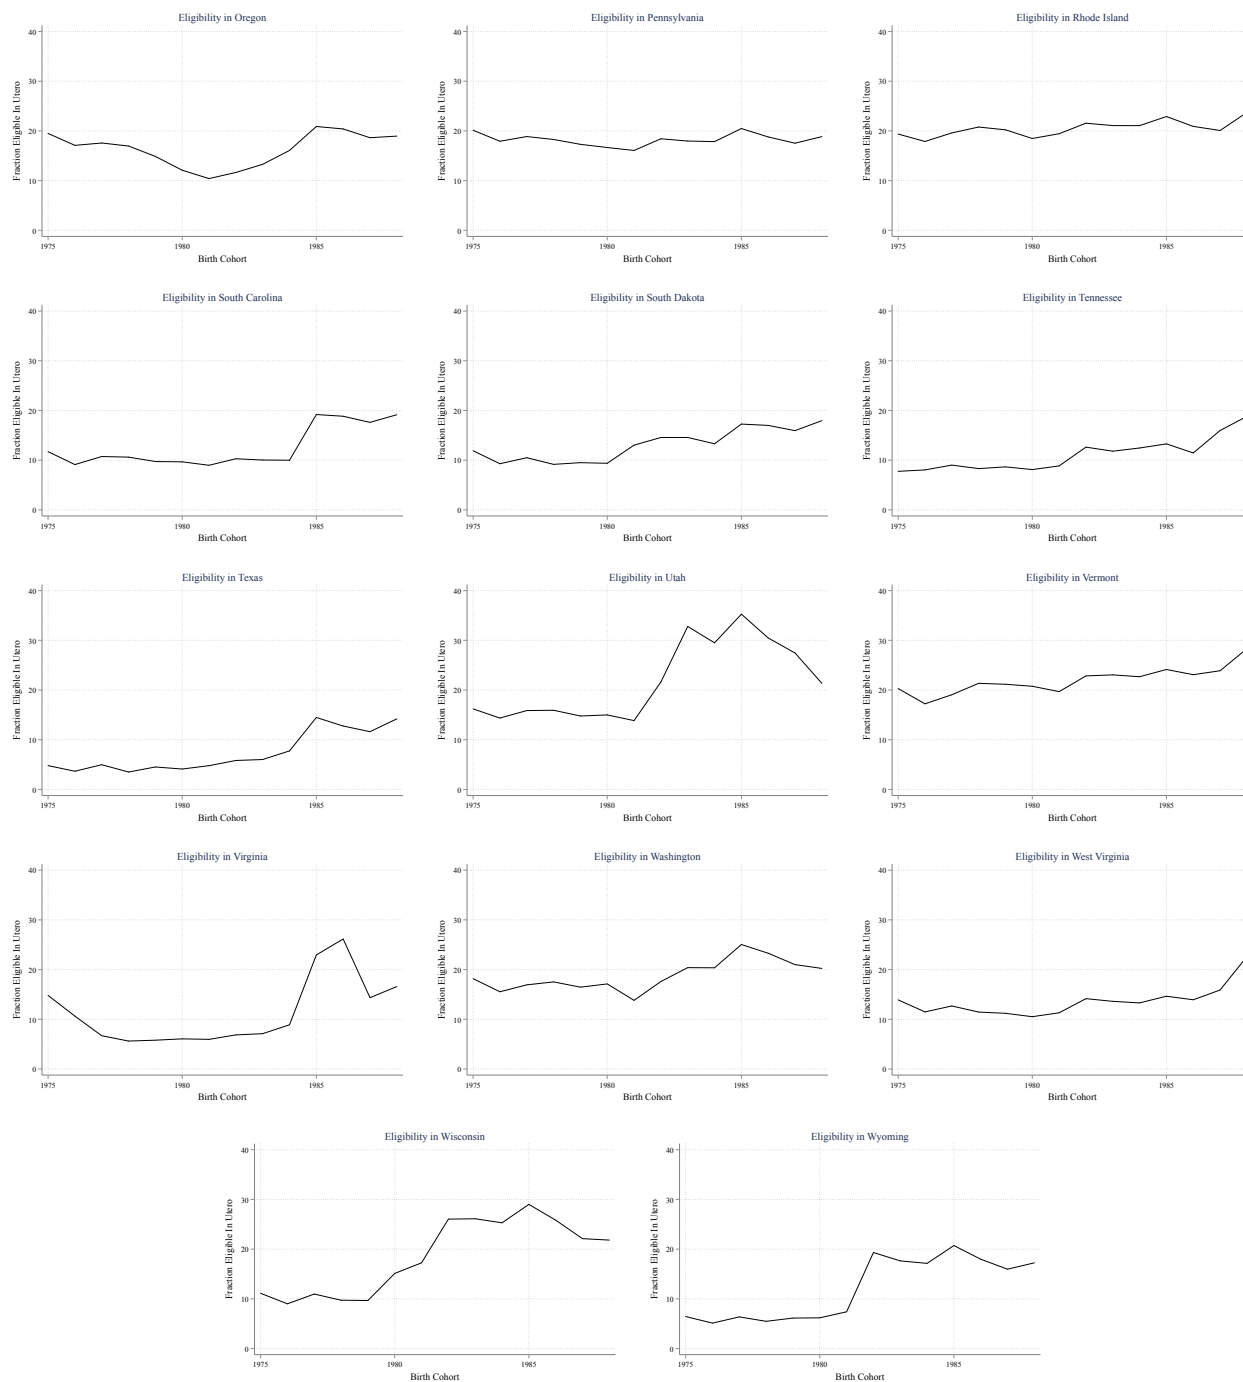 Eligibility in Oregon
Fraction Eligible In Utero
40
30
20
10
0
1975
1980
1985
Birth Cohort
Eligibility in Pennsylvania
Fraction Eligible In Utero
40
30
20
10
0
1975
1980
1985
Birth Cohort
Eligibility in Rhode Island
Fraction Eligible In Utero
40
30
20
10
0
1975
1980
1985
Birth Cohort
Eligibility in South Carolina
Fraction Eligible In Utero
40
30
20
10
0
1975
1980
1985
Birth Cohort
Eligibility in South Dakota
Fraction Eligible In Utero
40
30
20
10
0
1975
1980
1985
Birth Cohort
Eligibility in Tennessee
Fraction Eligible In Utero
40
30
20
10
0
1975
1980
1985
Birth Cohort
Eligibility in Texas
Fraction Eligible In Utero
40
30
20
10
0
1975
1980
1985
Birth Cohort
Eligibility in Utah
Fraction Eligible In Utero
40
30
20
10
0
1975
1980
1985
Birth Cohort
Eligibility in Vermont
Fraction Eligible In Utero
40
30
20
10
0
1975
1980
1985
Birth Cohort
Eligibility in Virginia
Fraction Eligible In Utero
40
30
20
10
0
1975
1980
1985
Birth Cohort
Eligibility in Washington
Fraction Eligible In Utero
40
30
20
10
0
1975
1980
1985
Birth Cohort
Eligibility in West Virginia
Fraction Eligible In Utero
40
30
20
10
0
1975
1980
1985
Birth Cohort
Eligibility in Wisconsin
Fraction Eligible In Utero
40
30
20
10
0
1975
1980
1985
Birth Cohort
Eligibility in Wyoming
Fraction Eligible In Utero
40
30
20
10
0
1975
1980
1985
Birth Cohort